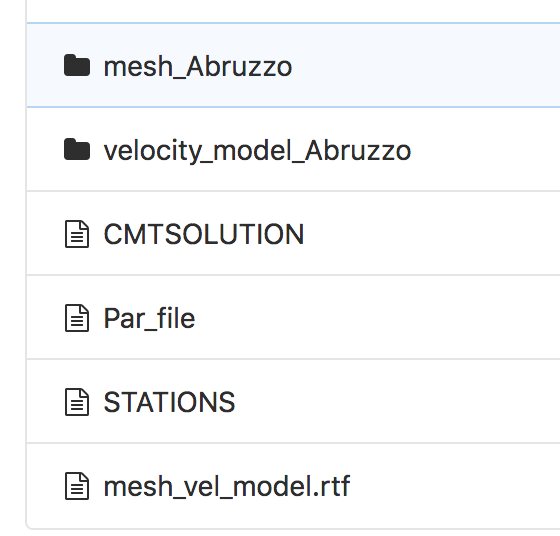 mesh_Abruzzo
velocity_model_Abruzzo
CMTSOLUTION
Par_file
STATIONS
mesh_vel_model.rtf